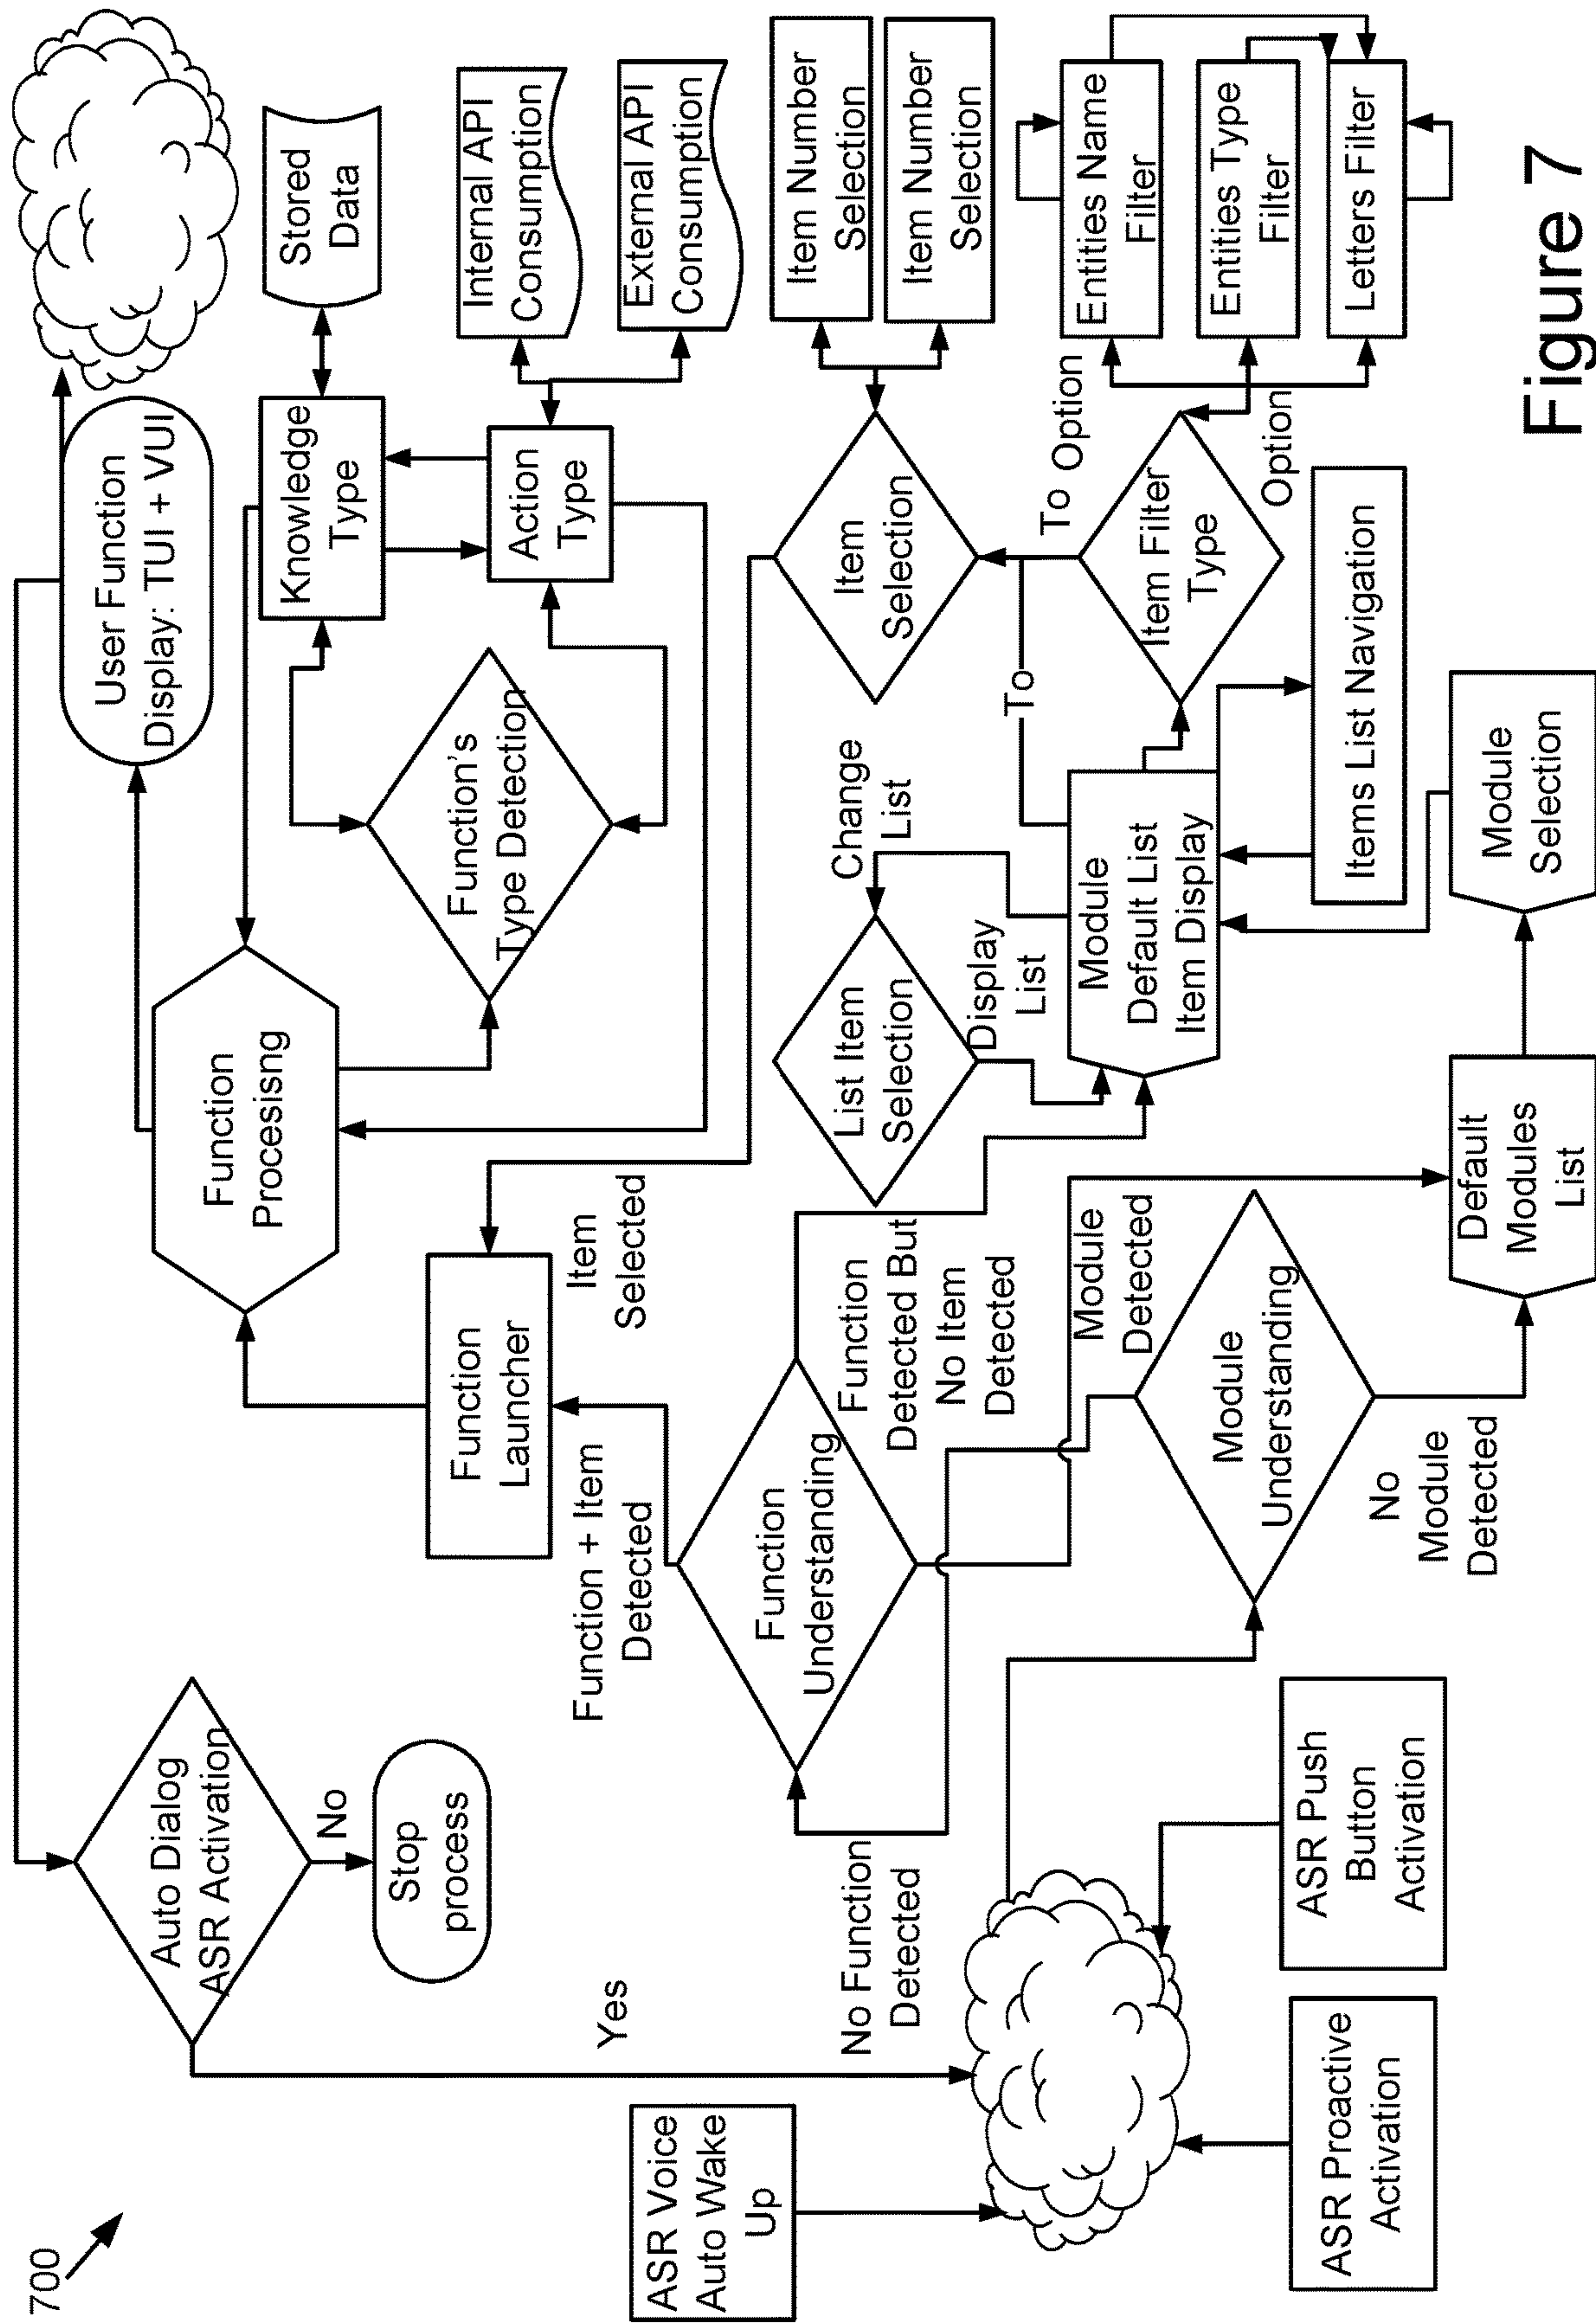 700
Auto Dialog
ASR Activation
No
Stop
process
Yes
User Function
Display: TUI + VUI
Function
Procesisng
Knowledge
Type
Stored
Data
Function's
Type Detection
Action
Type
Internal API
Consumption
External API
Consumption
Function
Launcher
Item
Selected
Function + Item
Detected
Function
Understanding
No Function
Detected
Function
Detected But
No Item
Detected
List Item
Selection
Change
List
Display
List
Item
Selection
Item Number
Selection
Item Number
Selection
To
To Option
Module
Default List
Item Display
Item Filter
Type
Option
Entities Name
Filter
Entities Type
Filter
Letters Filter
Items List Navigation
Module
Detected
Module
Understanding
No
Module
Detected
Default
Modules
List
Module
Selection
ASR Voice
Auto Wake
Up
ASR Proactive
Activation
ASR Push
Button
Activation
Figure 7